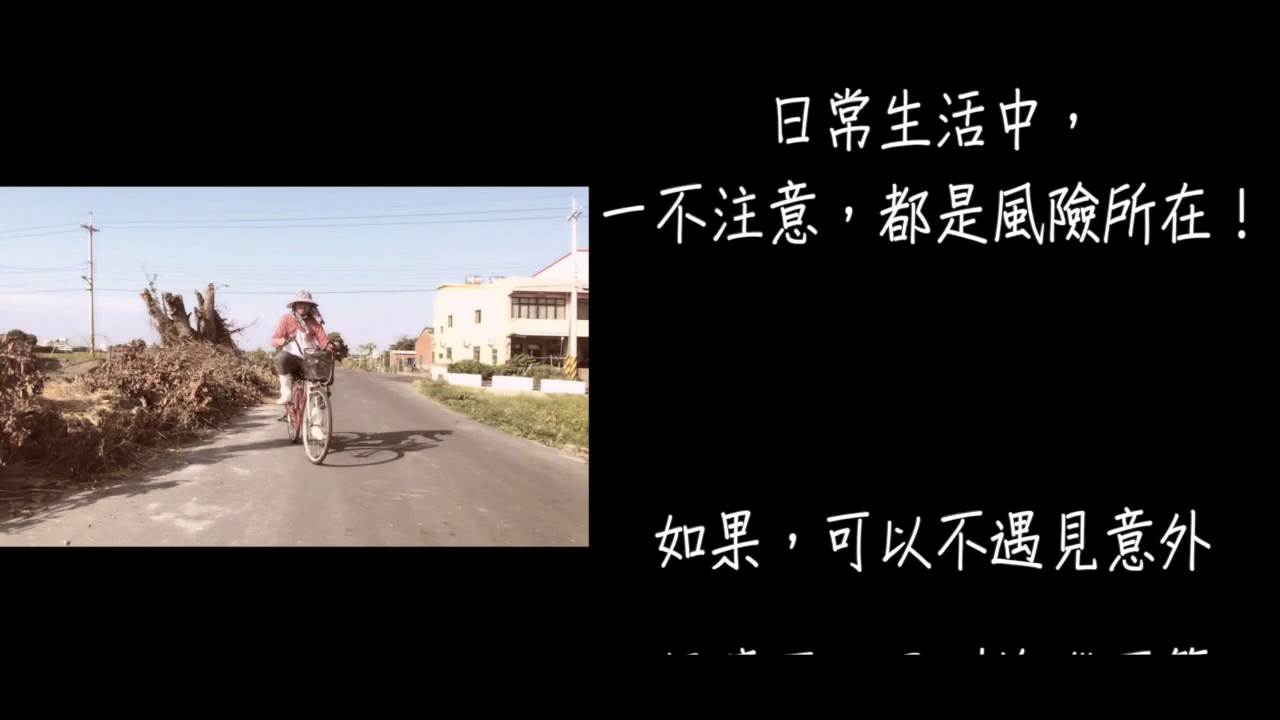 日常生活中，
一不注意，都是風險所在！
如果，可以不遇見意外